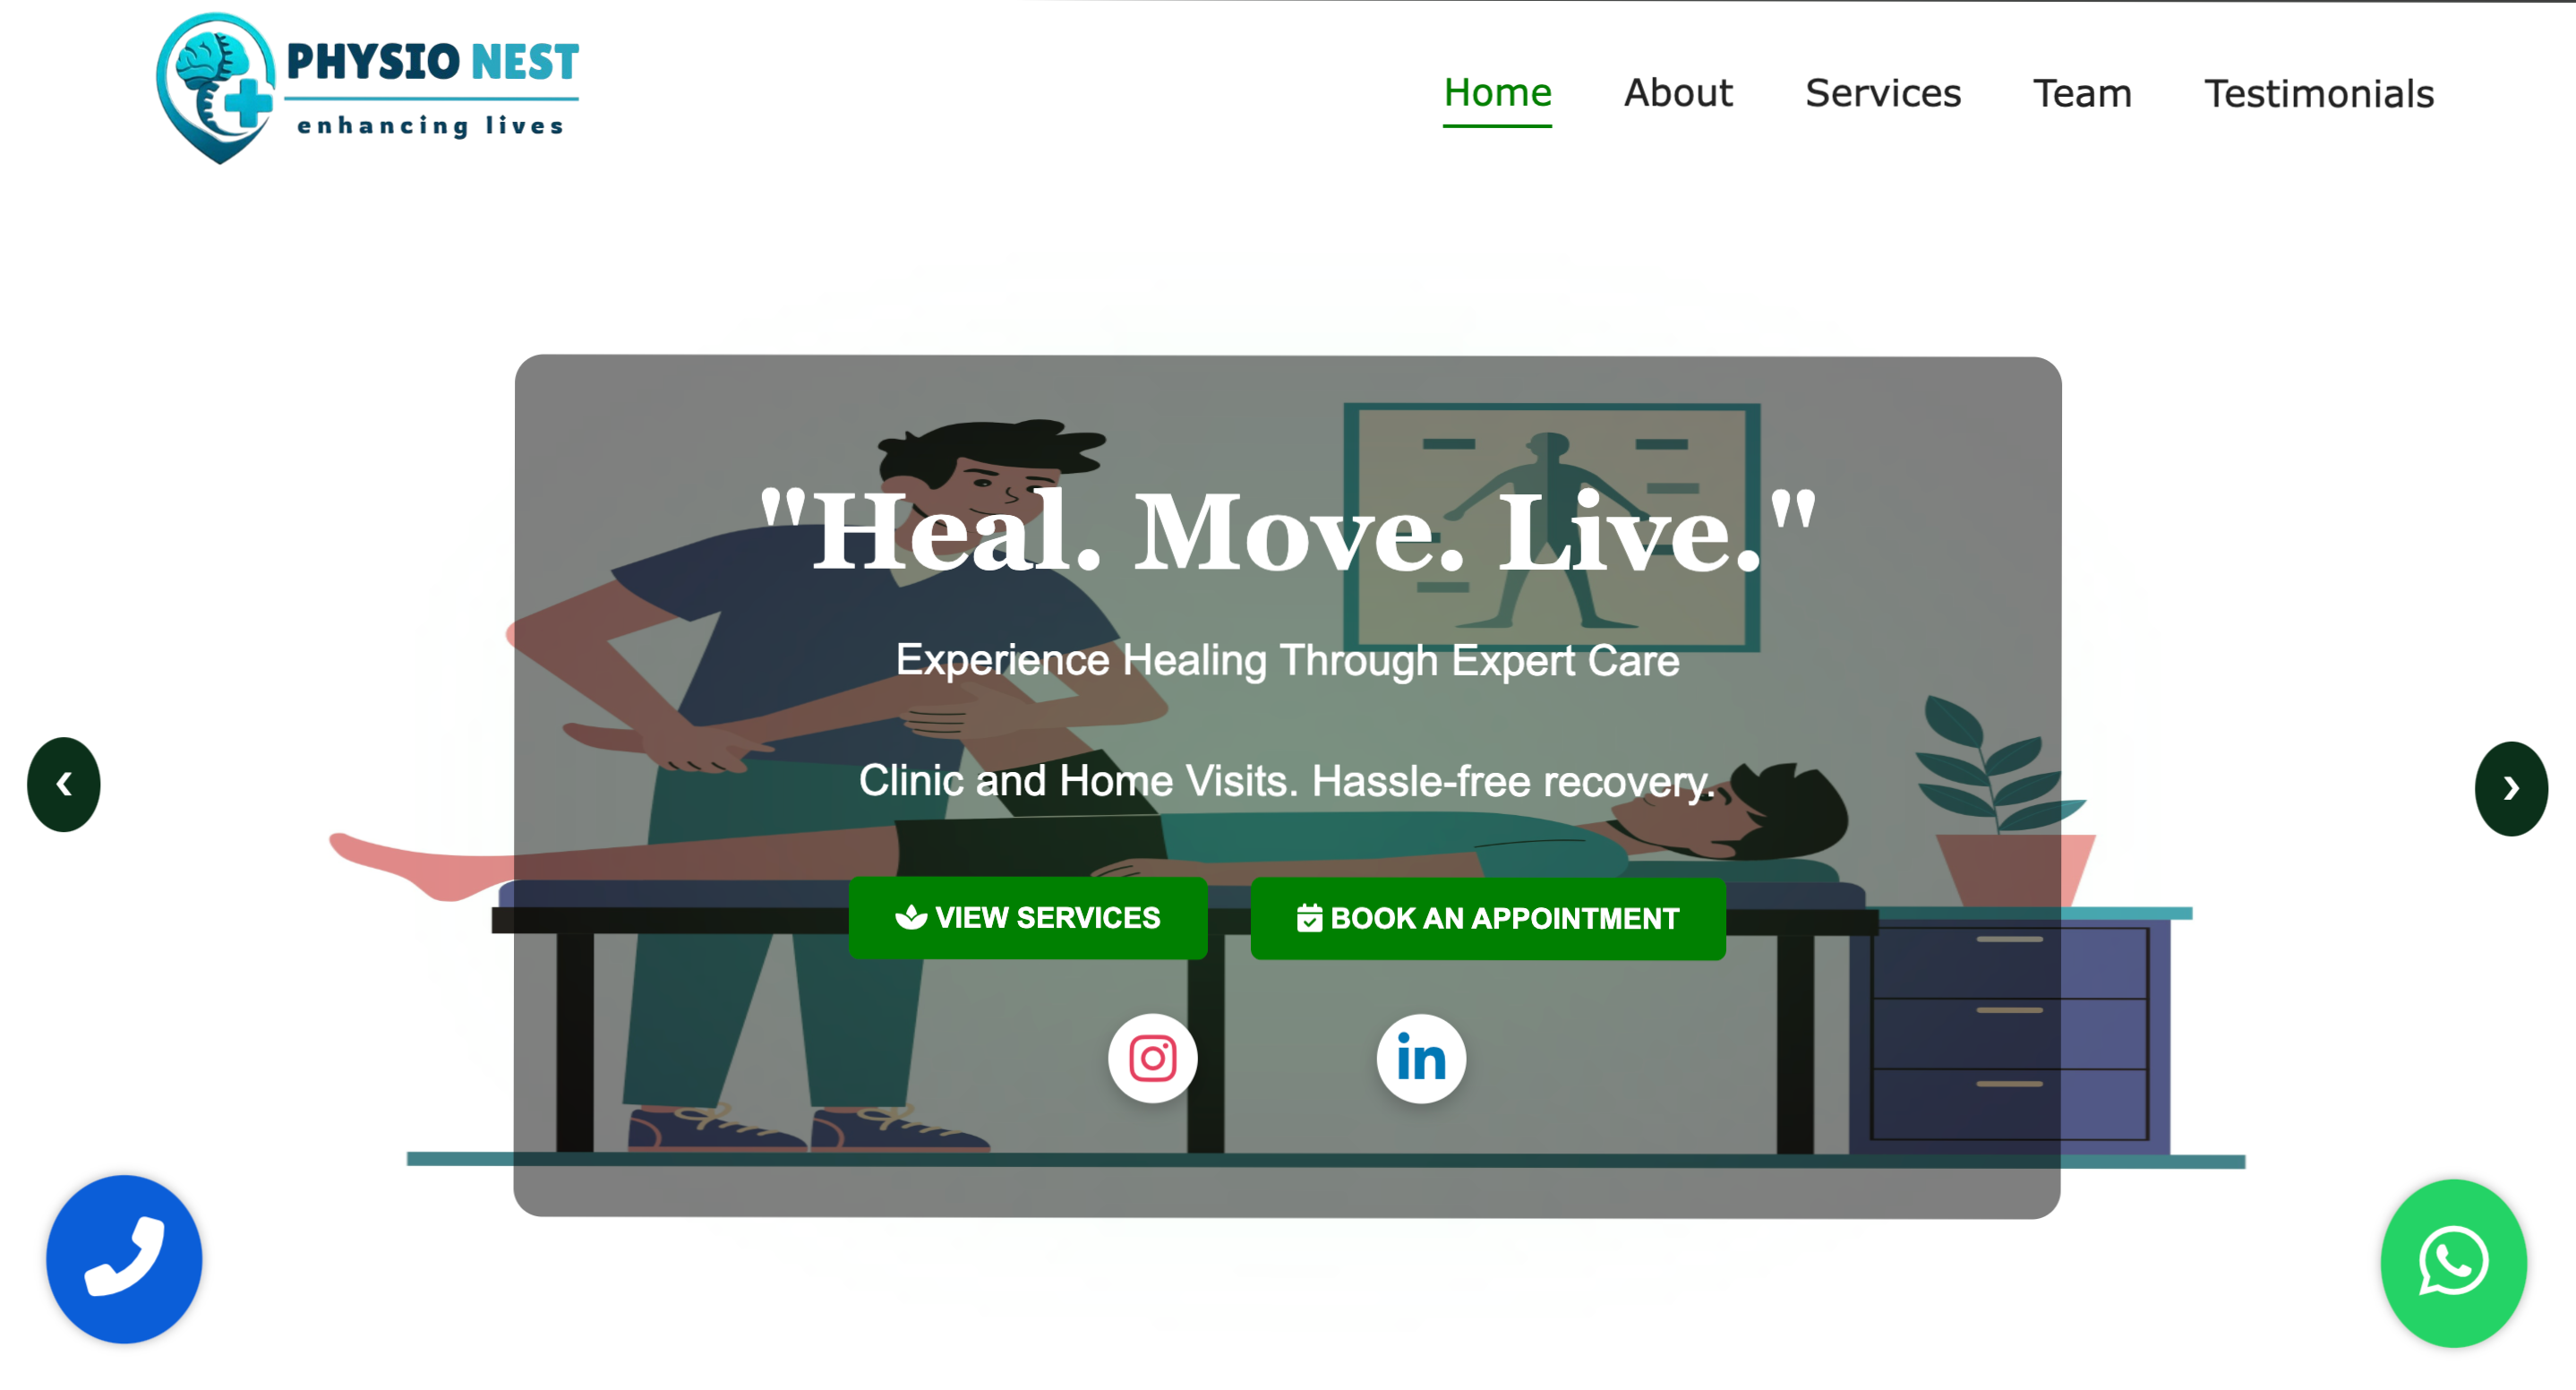 PHYSIO NEST
enhancing lives
Home About Services Team Testimonials
"Heal. Move. Live."
Experience Healing Through Expert Care
Clinic and Home Visits. Hassle-free recovery.
VIEW SERVICES
BOOK AN APPOINTMENT
in